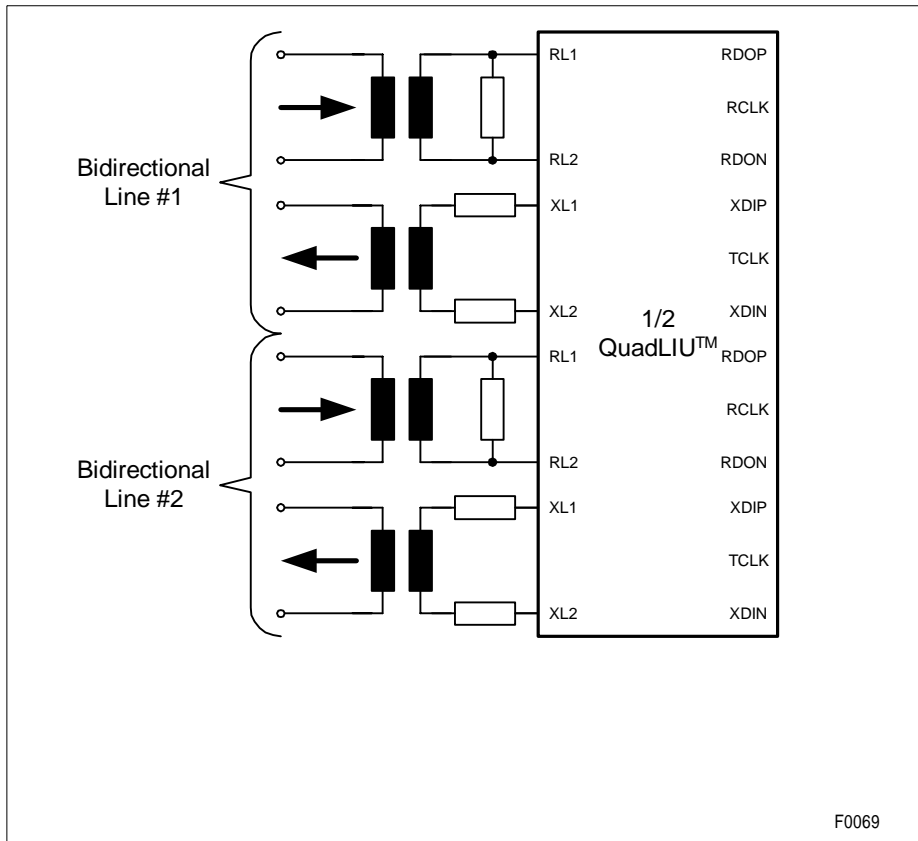 RL1 RDOP
RCLK
Bidirectional
Line #1
RL2 RDON
XL1 XDIP
TCLK
XL2 XDIN
1/2
QuadLIU™
RL1 RDOP
RCLK
Bidirectional
Line #2
RL2 RDON
XL1 XDIP
TCLK
XL2 XDIN
F0069